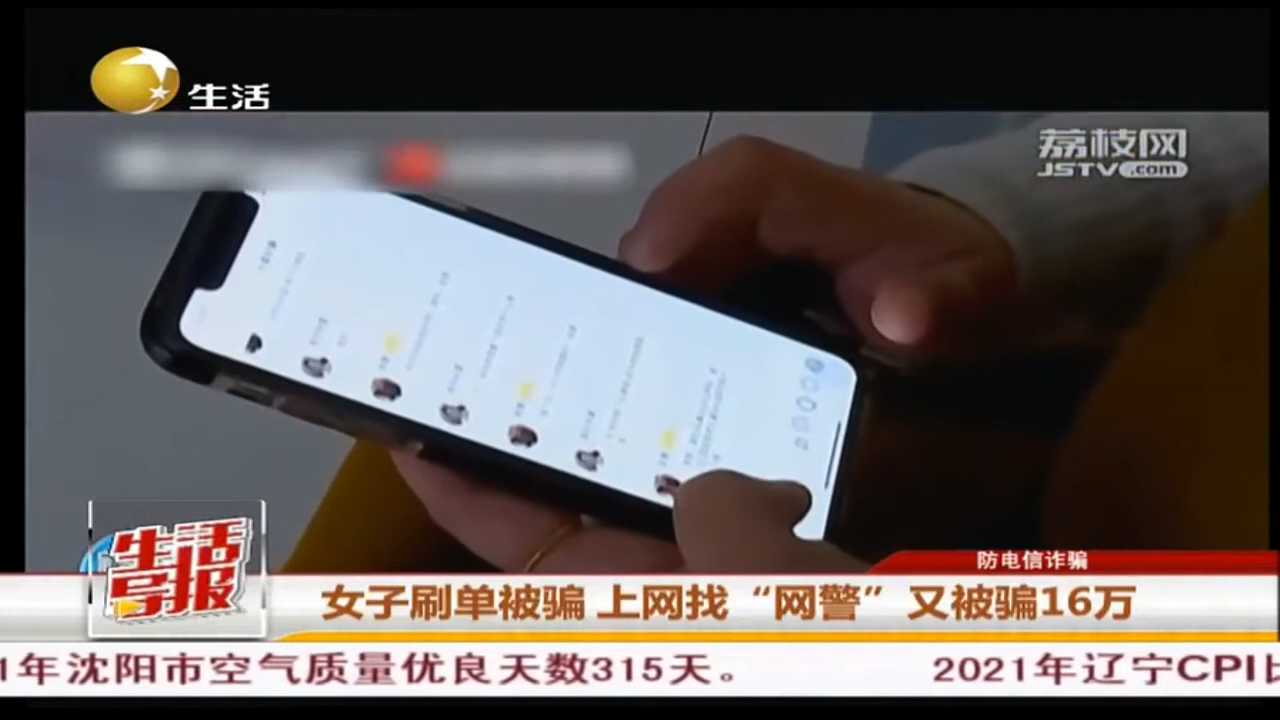 生活
荔枝网
JSTV.com
生活导报
防电信诈骗
女子刷单被骗 上网找“网警”又被骗16万
1年沈阳市空气质量优良天数315天。 2021年辽宁CPI比